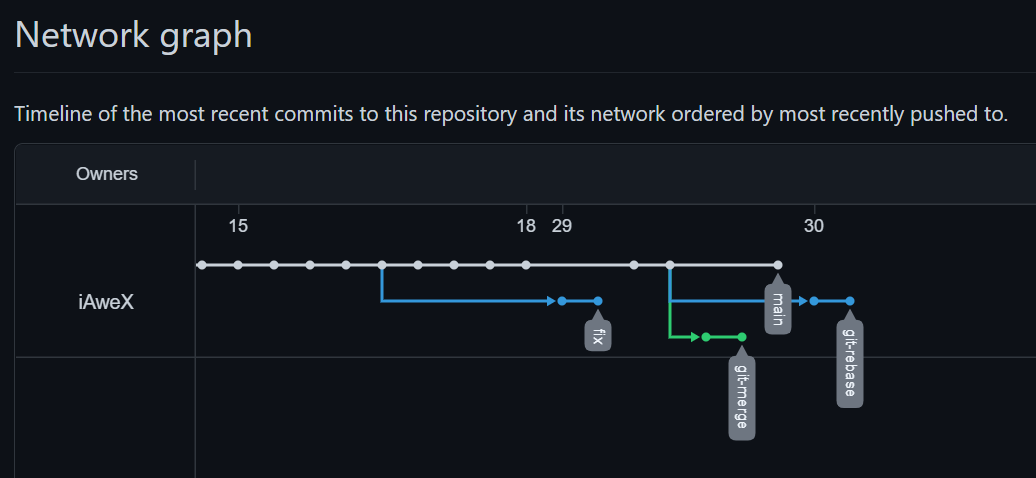 Network graph
Timeline of the most recent commits to this repository and its network ordered by most recently pushed to.
Owners
15
18
29
30
iAweX
main
fix
git-rebase
git-merge